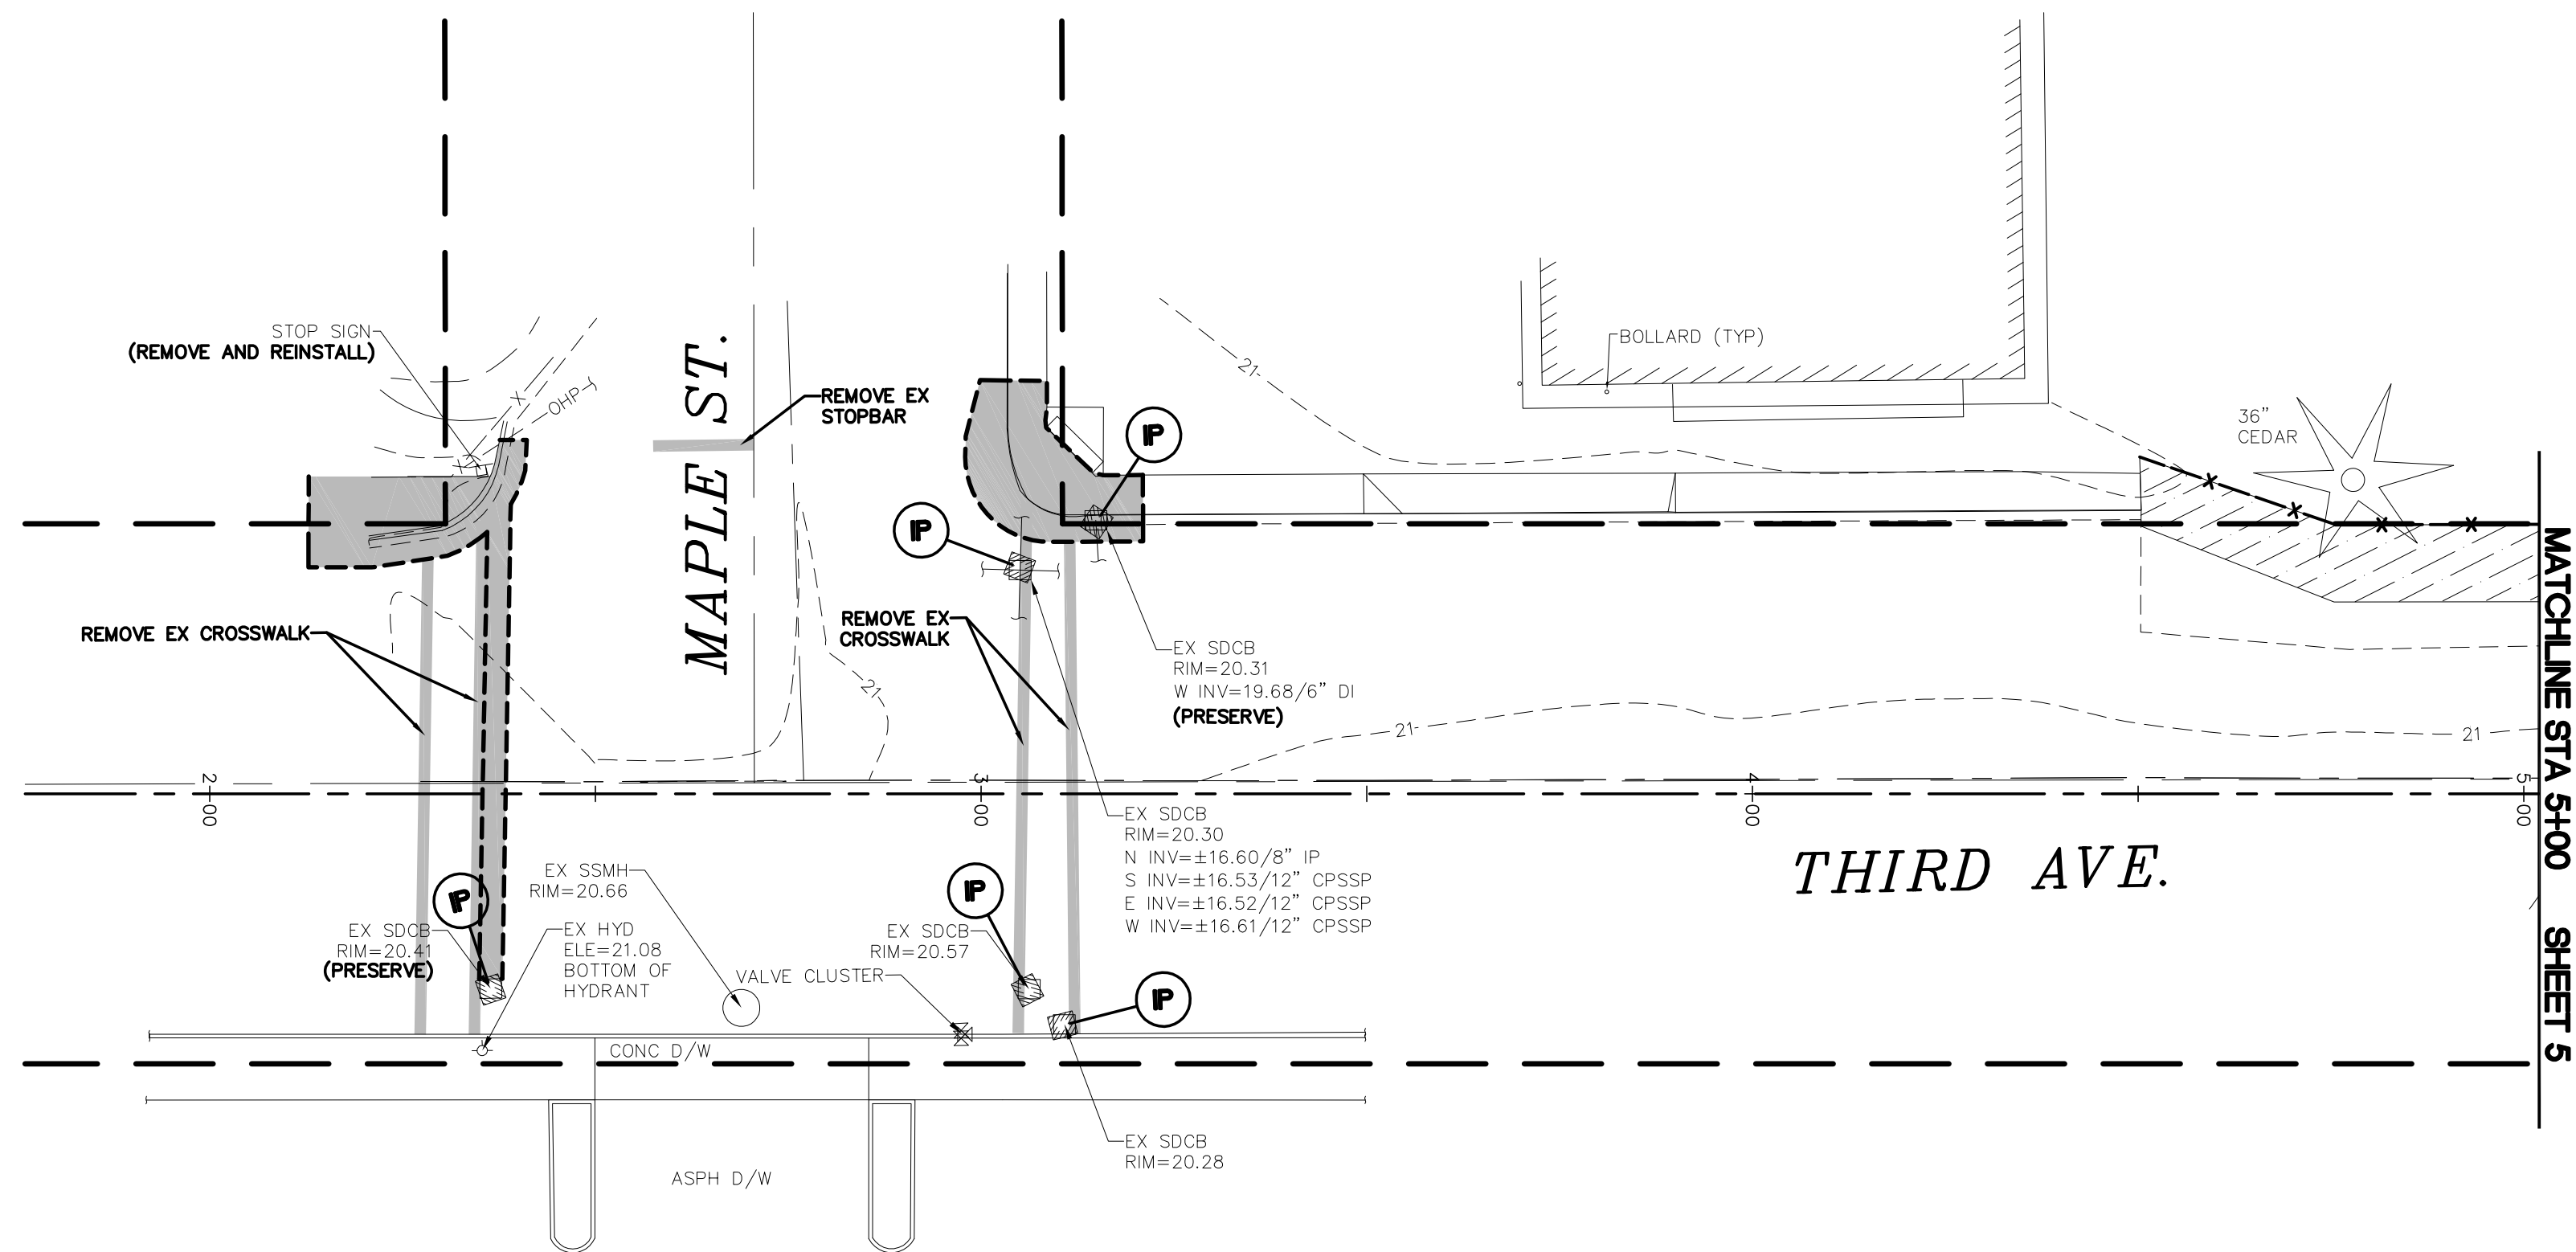 STOP SIGN
(REMOVE AND REINSTALL)
OHP
MAPLE ST.
REMOVE EX
STOPBAR
IP
IP
21
BOLLARD (TYP)
36"
CEDAR
REMOVE EX CROSSWALK
REMOVE EX
CROSSWALK
21
EX SDCB
RIM=20.31
W INV=19.68/6" DI
(PRESERVE)
21
21
2
00
3
00
4
00
5
00
EX SDCB
RIM=20.30
N INV=±16.60/8" IP
S INV=±16.53/12" CPSSP
E INV=±16.52/12" CPSSP
W INV=±16.61/12" CPSSP
THIRD AVE.
MATCHLINE STA 5+00 SHEET 5
IP
EX SDCB
RIM=20.41
(PRESERVE)
EX SSMH
RIM=20.66
EX HYD
ELE=21.08
BOTTOM OF
HYDRANT
IP
EX SDCB
RIM=20.57
VALVE CLUSTER
IP
CONC D/W
EX SDCB
RIM=20.28
ASPH D/W